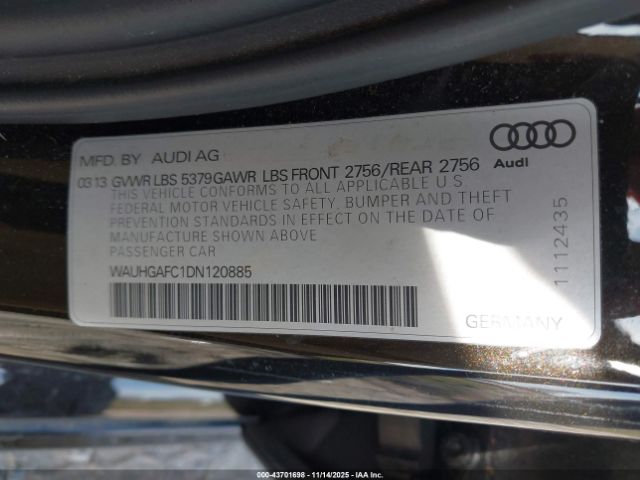 MFD. BY AUDI AG
0313 GVWR LBS 5379 GAWR LBS FRONT 2756/REAR 2756
Audi
THIS VEHICLE CONFORMS TO ALL APPLICABLE U.S.
FEDERAL MOTOR VEHICLE SAFETY, BUMPER AND THEFT
PREVENTION STANDARDS IN EFFECT ON THE DATE OF
MANUFACTURE SHOWN ABOVE
PASSENGER CAR
WAUHGAFC1DN120885
1112435
GERMANY
000-43701698 - 11/14/2025 - IAA Inc.